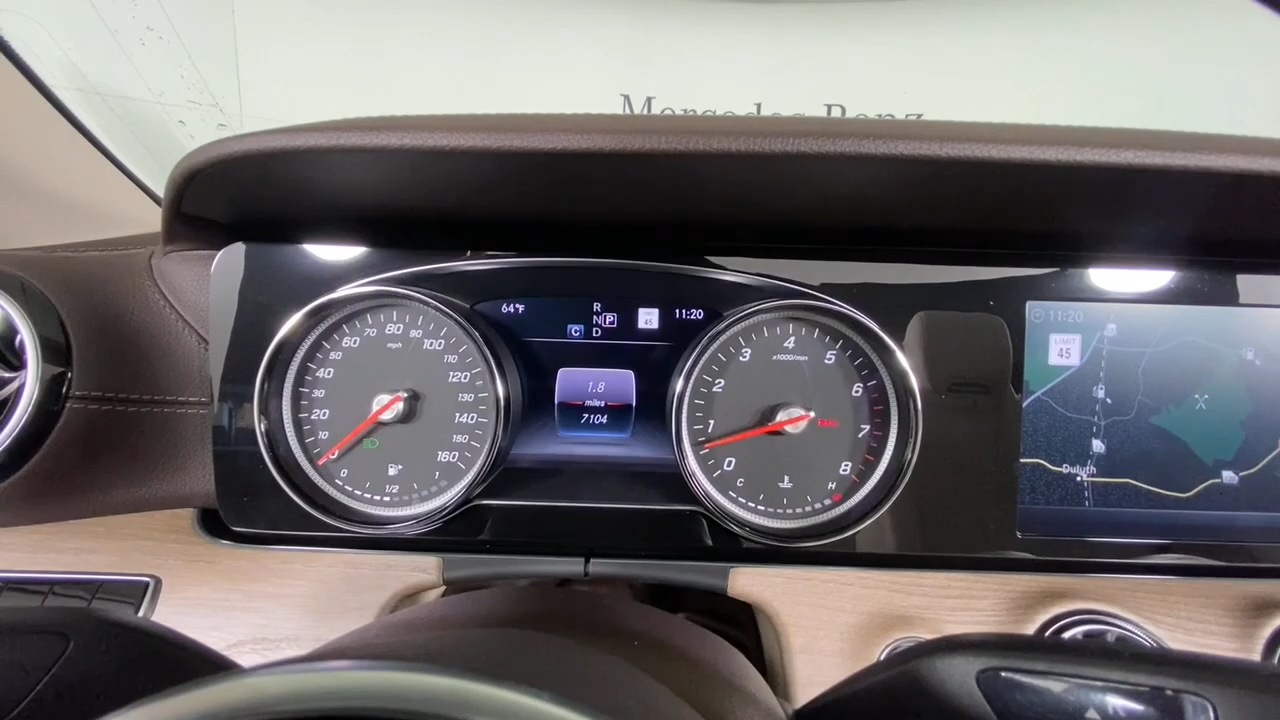 Mercedes-Benz
64°F
R
N P
C D
LIMIT
45
11:20
1.8
miles
7104
0
10
20
30
40
50
60
70
80
90
100
110
120
130
140
150
160
mph
0
1/2
1
0
1
2
3
4
5
6
7
8
x1000/min
C
H
11:20
LIMIT
45
Duluth